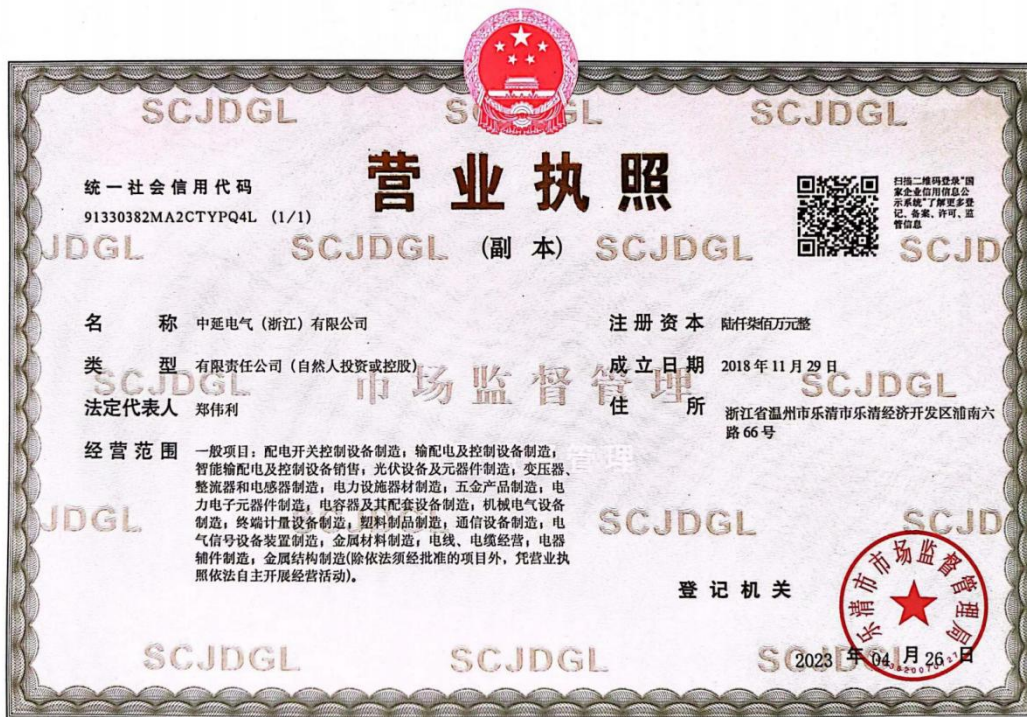 营业执照
(副 本)
统一社会信用代码
91330382MA2CTYPQ4L (1/1)
扫描二维码登录"国
家企业信用信息公
示系统"了解更多登
记、备案、许可、监
管信息
名 称 中延电气（浙江）有限公司
类 型 有限责任公司（自然人投资或控股）
法定代表人 郑伟利
经营范围 一般项目：配电开关控制设备制造；输配电及控制设备制造；
智能输配电及控制设备销售；光伏设备及元器件制造；变压器、
整流器和电感器制造；电力设施器材制造；五金产品制造；电
力电子元器件制造；电容器及其配套设备制造；机械电气设备
制造；终端计量设备制造；塑料制品制造；通信设备制造；电
气信号设备装置制造；金属材料制造；电线、电缆经营；电器
辅件制造；金属结构制造(除依法须经批准的项目外，凭营业执
照依法自主开展经营活动)。
注册资本 陆仟柒佰万元整
成立日期 2018年11月29日
住 所 浙江省温州市乐清市乐清经济开发区浦南六
路66号
登记机关
乐清市市场监督管理局
2023年04月26日
SCJDGL
市场监督管理